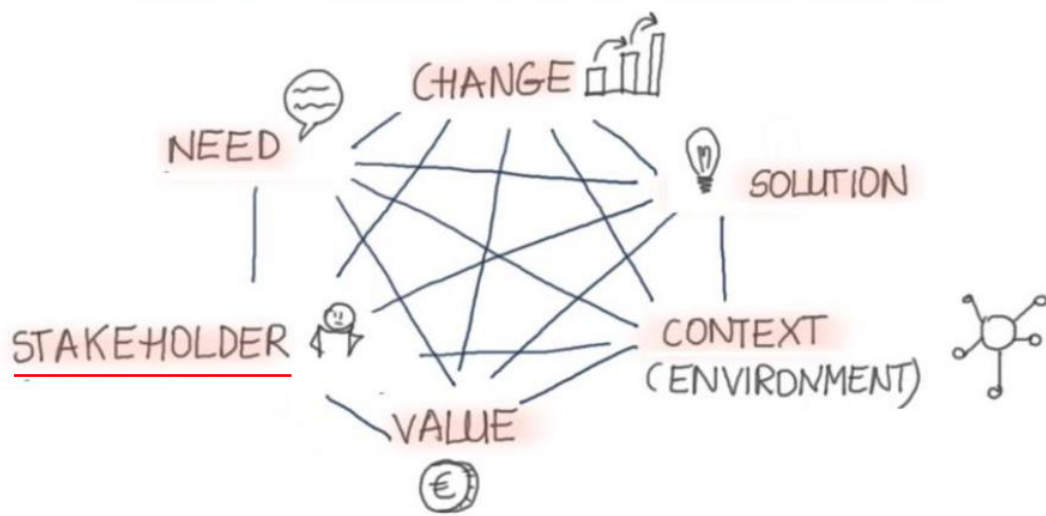 CHANGE
NEED
SOLUTION
STAKEHOLDER
CONTEXT
(ENVIRONMENT)
VALUE
€